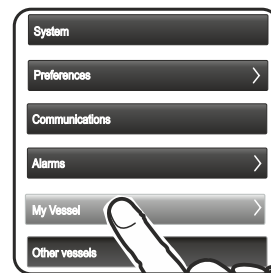 System
Preferences
Communications
Alarms
My Vessel
Other vessels